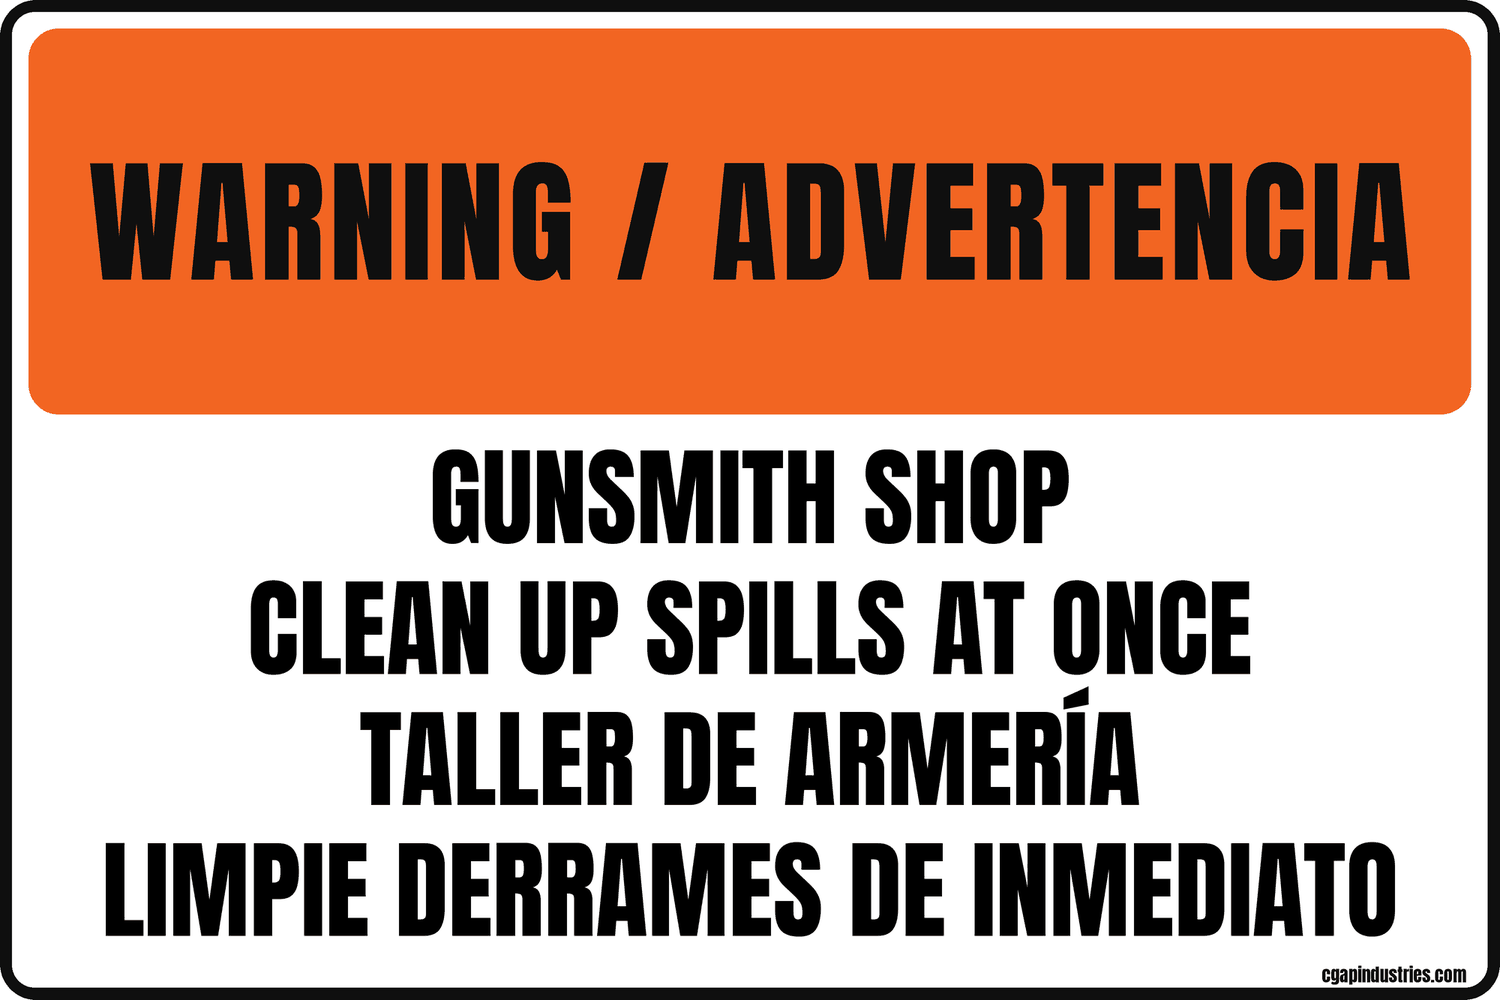 WARNING / ADVERTENCIA
GUNSMITH SHOP
CLEAN UP SPILLS AT ONCE
TALLER DE ARMERÍA
LIMPIE DERRAMES DE INMEDIATO
cgapindustries.com